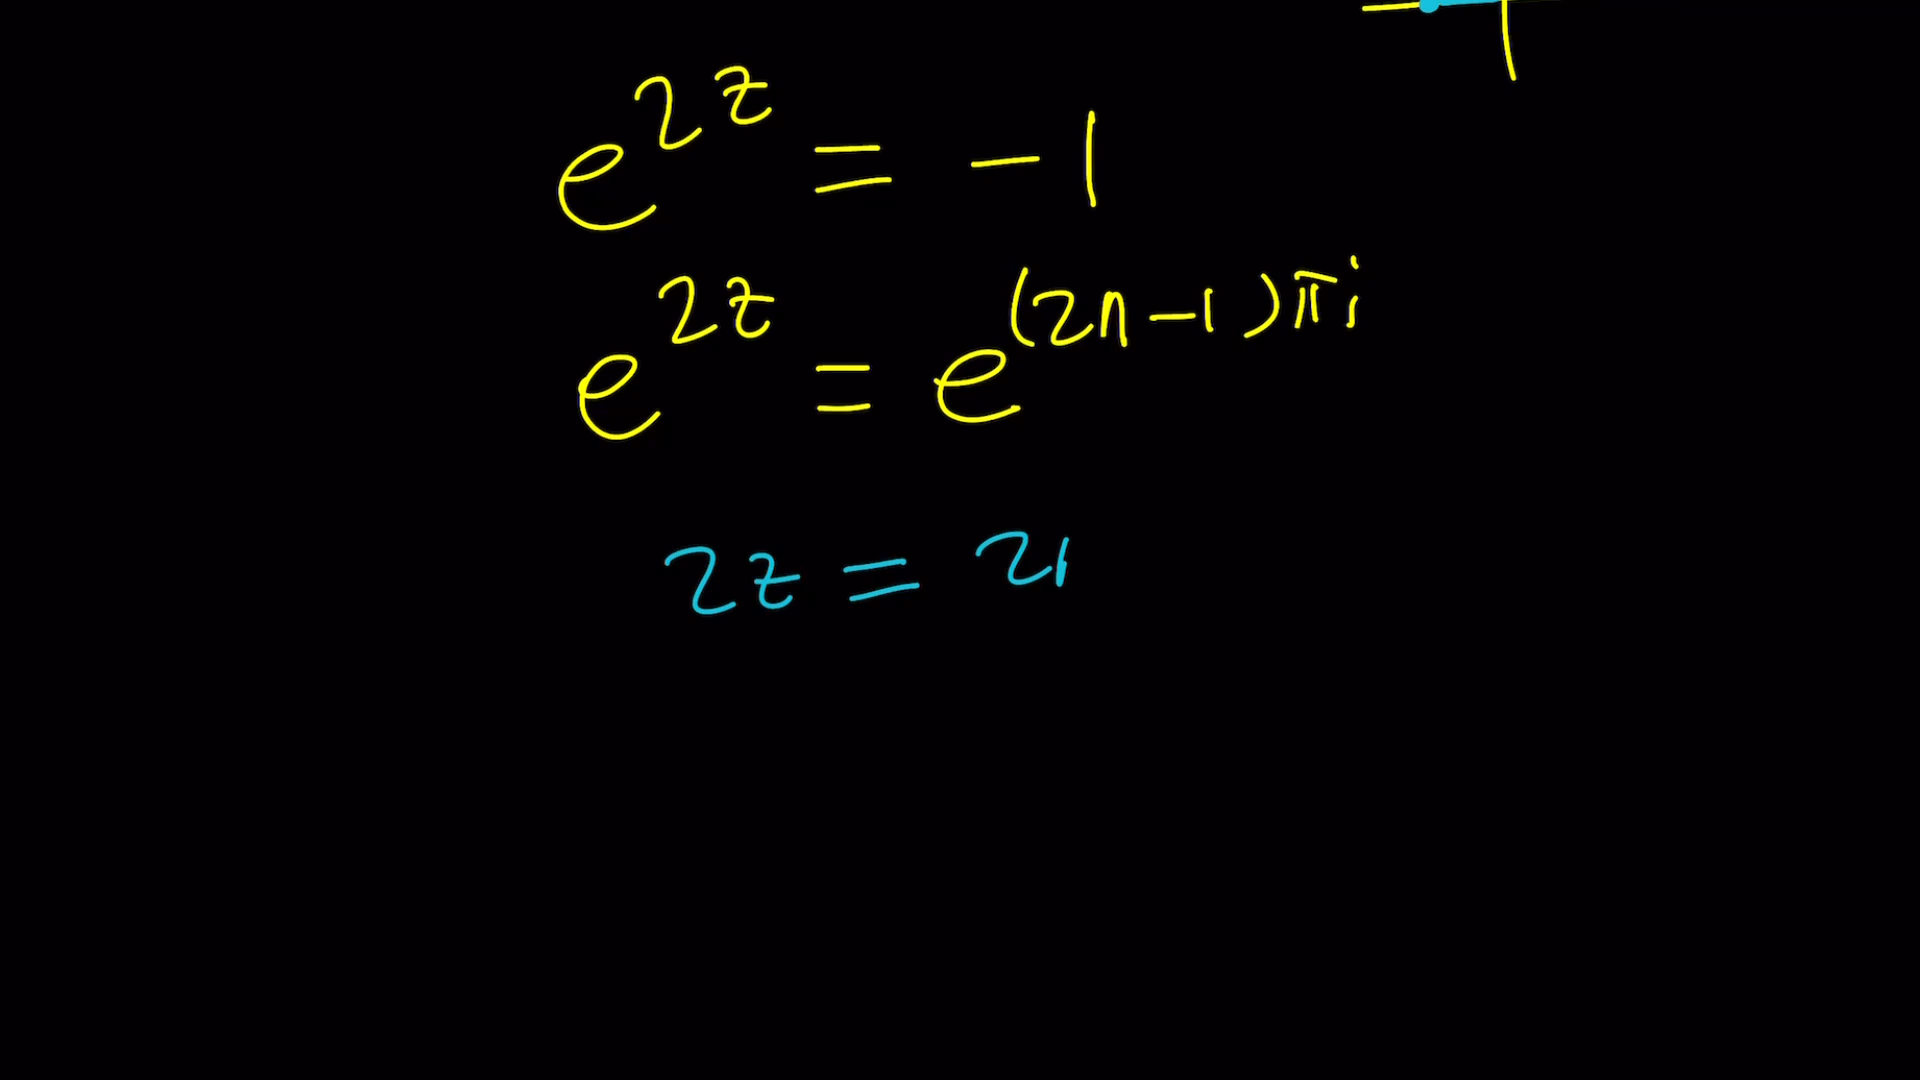 e^{2z} = -1
e^{2z} = e^{(2n-1)πi}
2z = 2